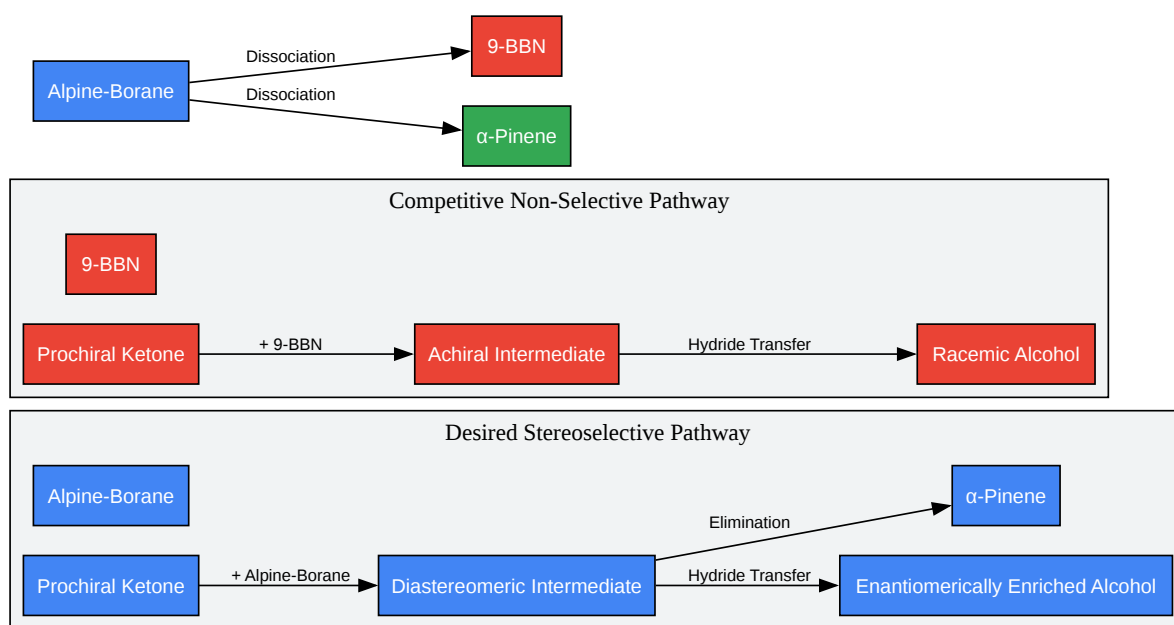 9-BBN
Dissociation
Alpine-Borane
Dissociation
α-Pinene
Competitive Non-Selective Pathway
9-BBN
Prochiral Ketone
+ 9-BBN
Achiral Intermediate
Hydride Transfer
Racemic Alcohol
Desired Stereoselective Pathway
Alpine-Borane
α-Pinene
Elimination
Prochiral Ketone
+ Alpine-Borane
Diastereomeric Intermediate
Hydride Transfer
Enantiomerically Enriched Alcohol